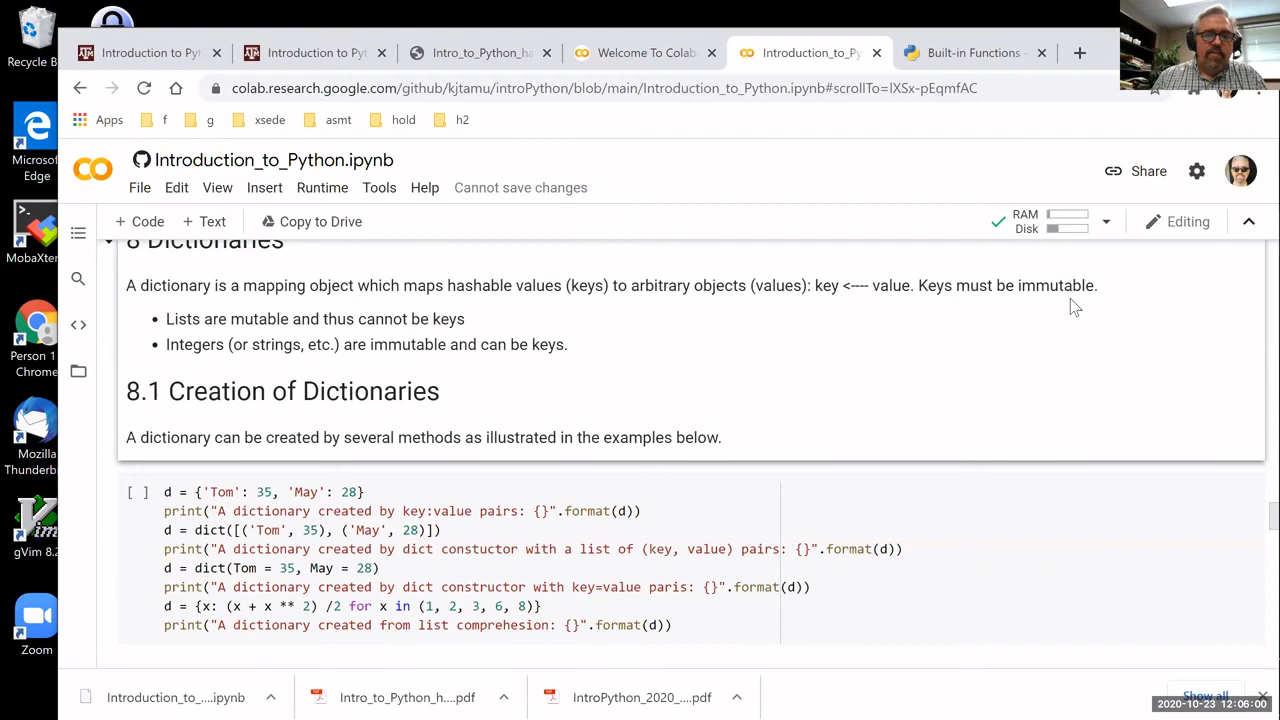 Recycle B
Microsof
Edge
MobaXter
Person 1
Chrome
Mozilla
Thunderb
gVim 8.2
Zoom
Introduction to Pyt
Introduction to Pyt
Intro_to_Python
Welcome To Colab
Introduction_to_Py
Built-in Functions —
colab.research.google.com/github/kjtamu/IntroPython/blob/main/Introduction_to_Python.ipynb#scrollTo=lXSx-pEqmfAC
Apps f g xsede asmt hold h2
Introduction_to_Python.ipynb
Share
File Edit View Insert Runtime Tools Help Cannot save changes
+ Code + Text Copy to Drive
RAM
Disk
Editing
8 Dictionaries
A dictionary is a mapping object which maps hashable values (keys) to arbitrary objects (values): key <---- value. Keys must be immutable.
• Lists are mutable and thus cannot be keys
• Integers (or strings, etc.) are immutable and can be keys.
8.1 Creation of Dictionaries
A dictionary can be created by several methods as illustrated in the examples below.
[ ] d = {'Tom': 35, 'May': 28}
print("A dictionary created by key:value pairs: {}".format(d))
d = dict([('Tom', 35), ('May', 28)])
print("A dictionary created by dict constuctor with a list of (key, value) pairs: {}".format(d))
d = dict(Tom = 35, May = 28)
print("A dictionary created by dict constructor with key=value paris: {}".format(d))
d = {x: (x + x ** 2) /2 for x in (1, 2, 3, 6, 8)}
print("A dictionary created from list comprehesion: {}".format(d))
Introduction_to_....ipynb
Intro_to_Python_h....pdf
IntroPython_2020_....pdf
Show all
2020-10-23 12:06:00